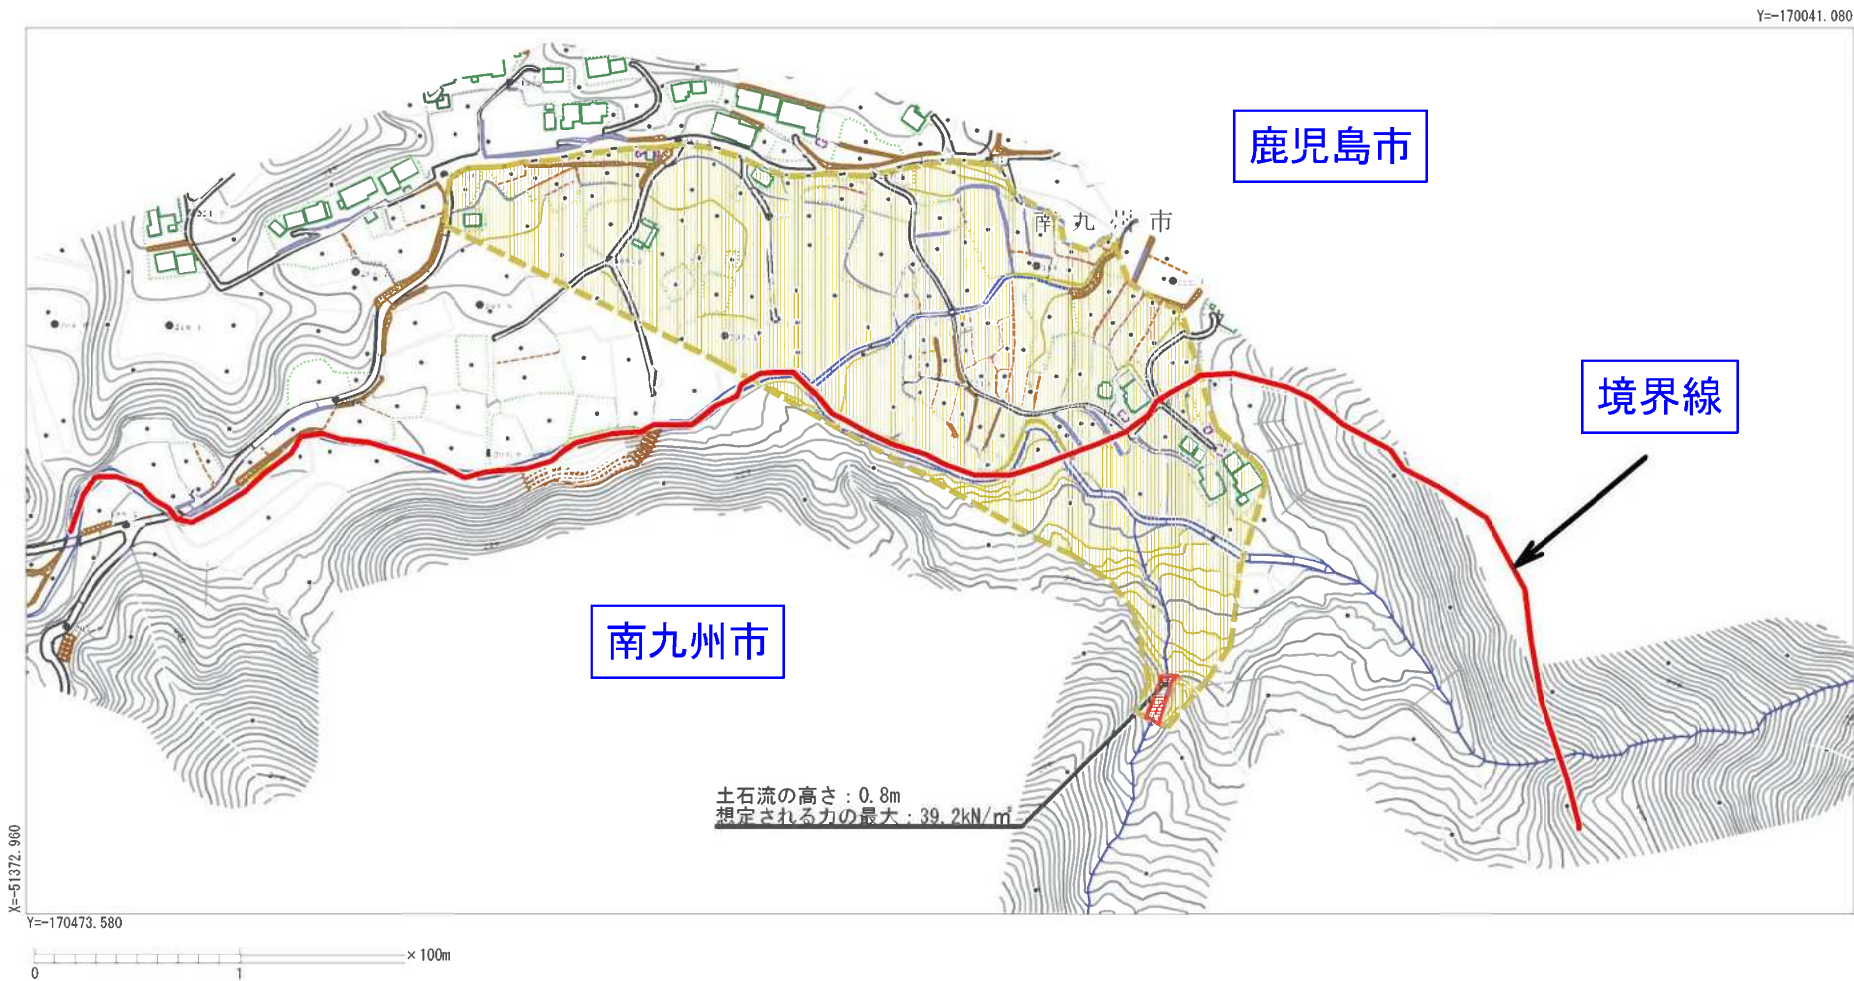 Y=-170041.080
鹿児島市
南九州市
境界線
南九州市
土石流の高さ：0.8m
想定される力の最大：39.2kN/㎡
X=-51372.960
Y=-170473.580
×100m
0 1